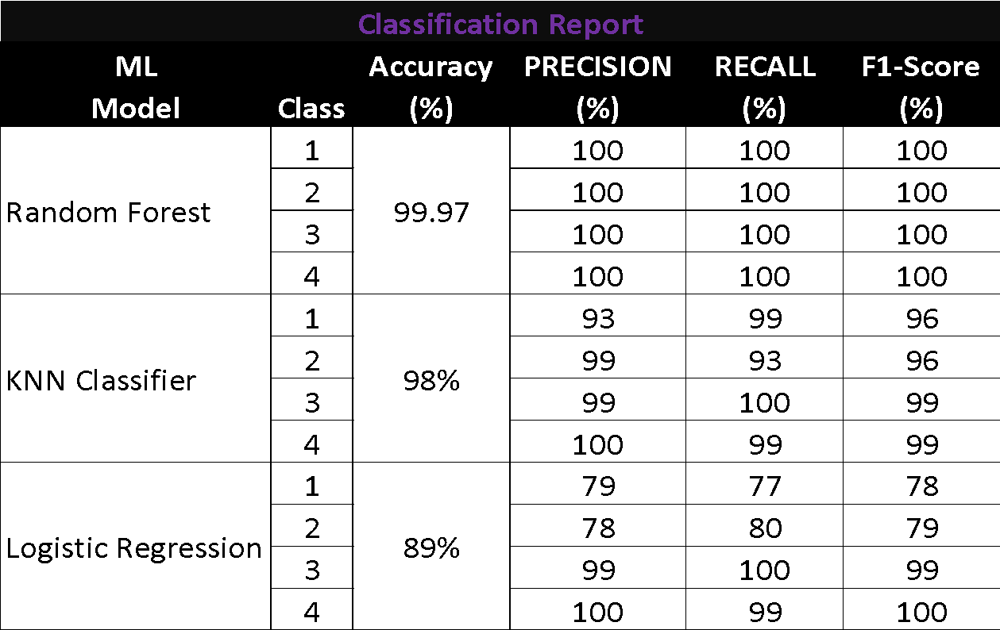 Classification Report
ML Model Class Accuracy (%) PRECISION (%) RECALL (%) F1-Score (%)
Random Forest 1 99.97 100 100 100
2 100 100 100
3 100 100 100
4 100 100 100
KNN Classifier 1 98% 93 99 96
2 99 93 96
3 99 100 99
4 100 99 99
Logistic Regression 1 89% 79 77 78
2 78 80 79
3 99 100 99
4 100 99 100